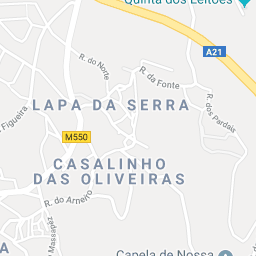 Quinta dos Leitões
A21
R. do Norte
R. da Fonte
LAPA DA SERRA
R. dos Pardais
Figueira
M550
CASALINHO
DAS OLIVEIRAS
R. do Arneiro
Massadaz
A
Capela de Nossa